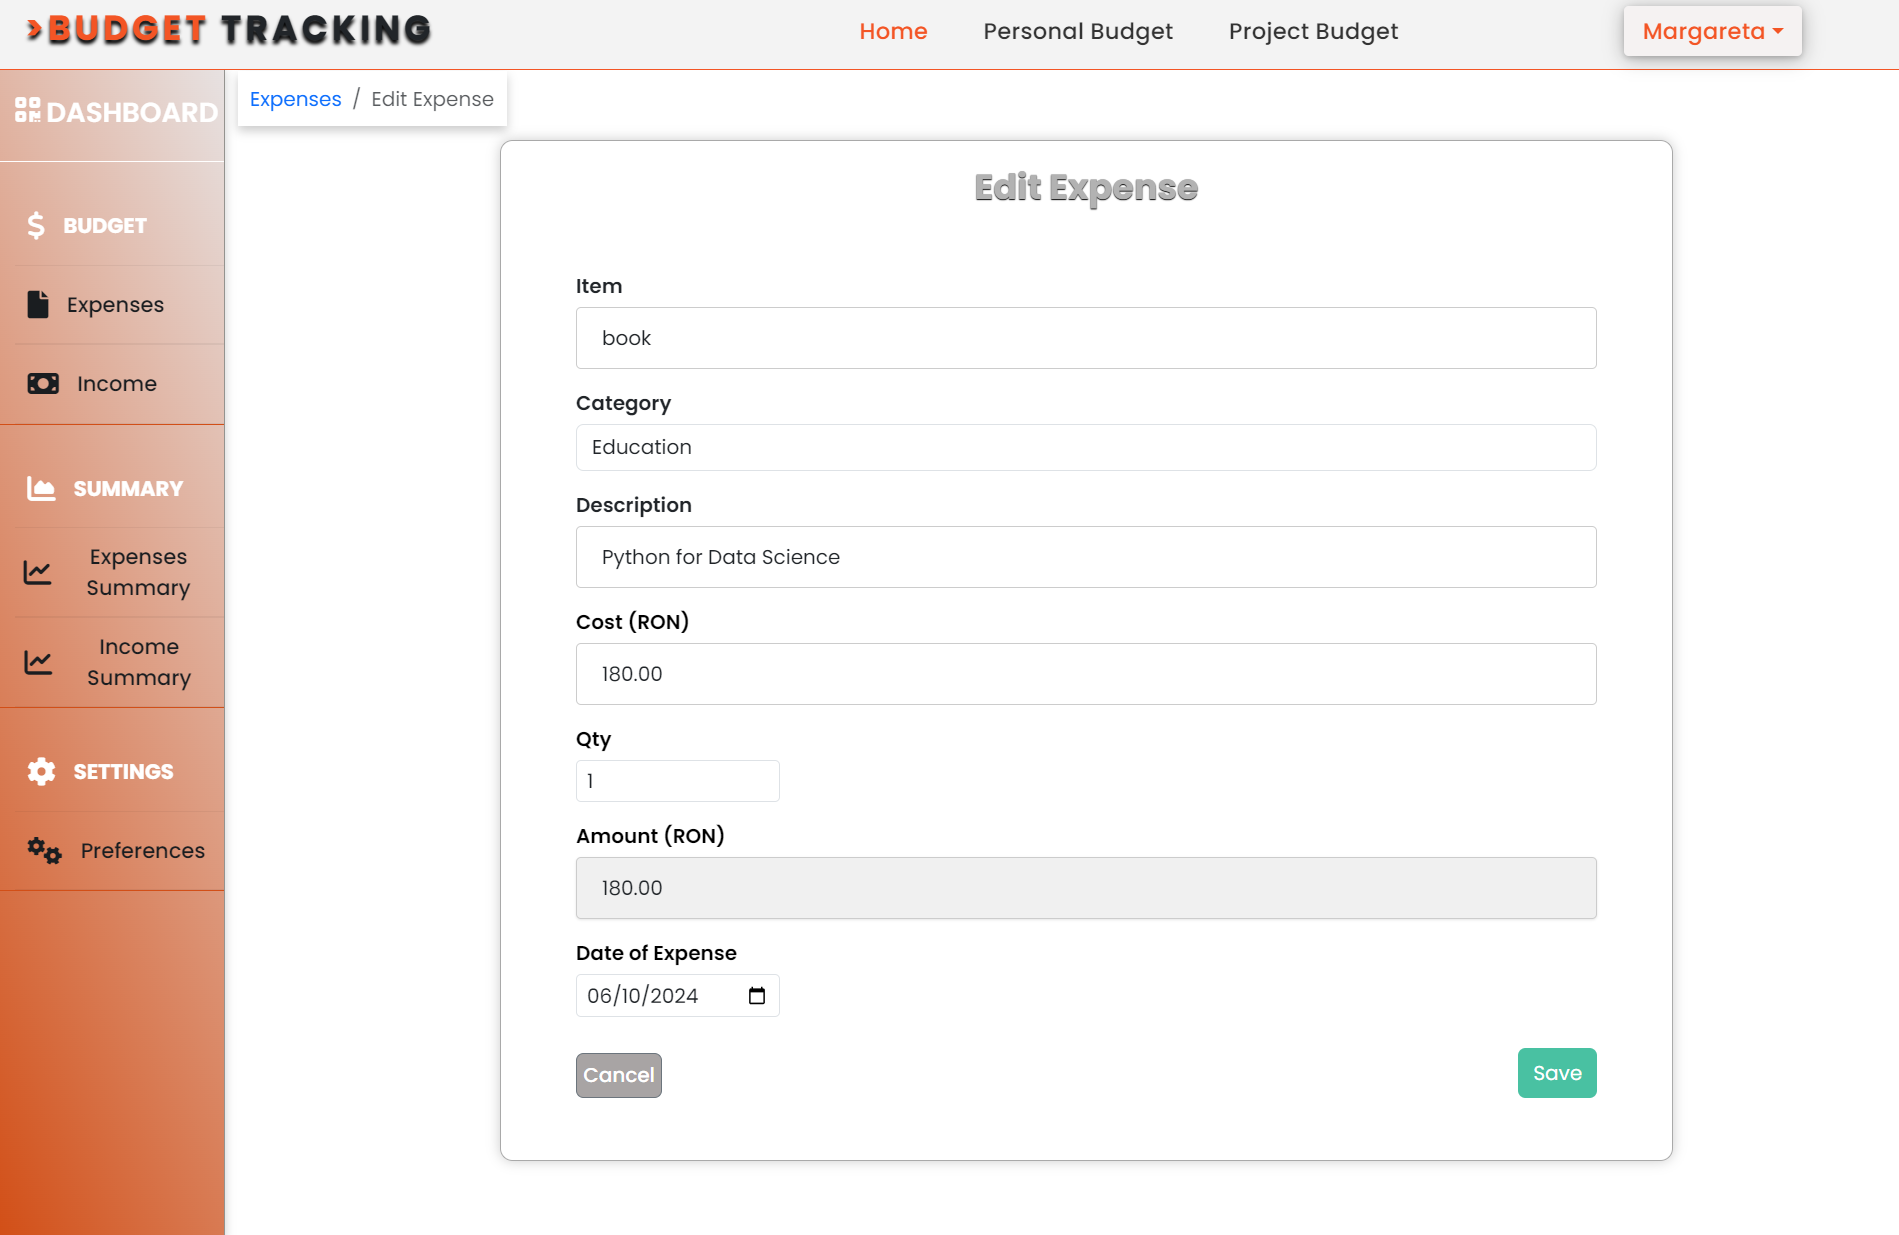 BUDGET TRACKING
Home
Personal Budget
Project Budget
Margareta
DASHBOARD
BUDGET
Expenses
Income
SUMMARY
Expenses
Summary
Income
Summary
SETTINGS
Preferences
Expenses / Edit Expense
Edit Expense
Item
book
Category
Education
Description
Python for Data Science
Cost (RON)
180.00
Qty
1
Amount (RON)
180.00
Date of Expense
06/10/2024
Cancel
Save